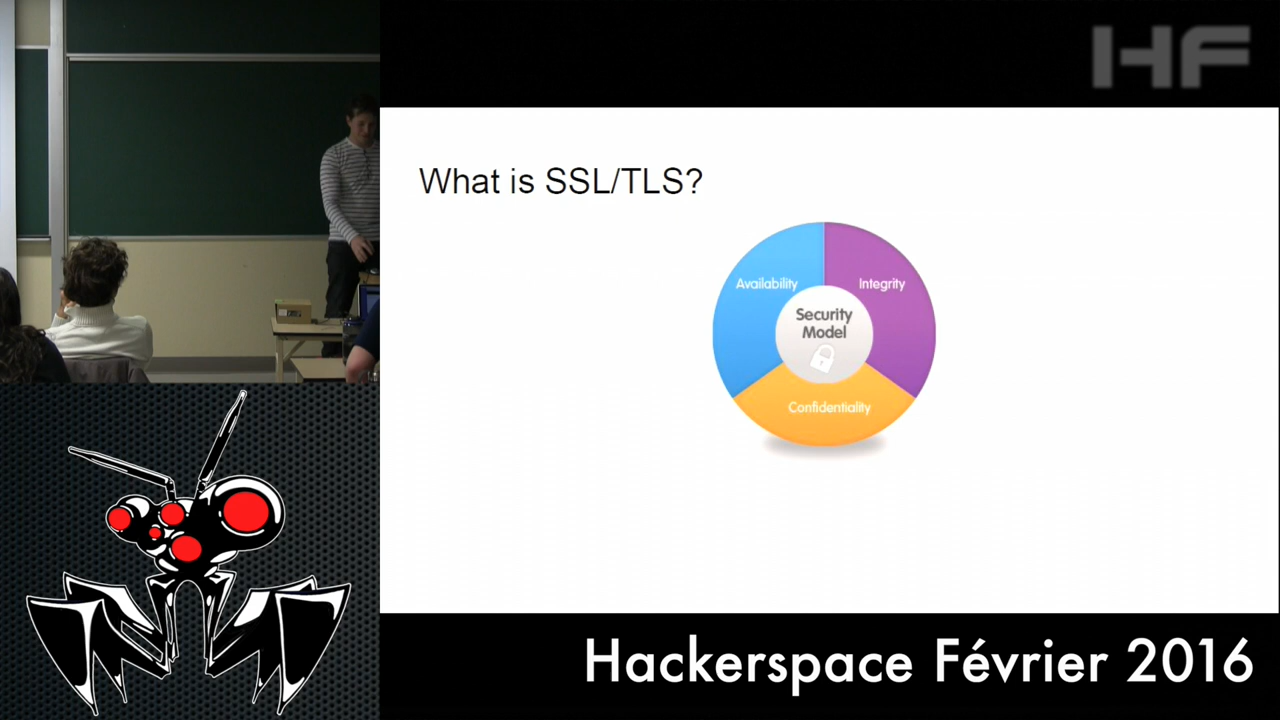 HF
What is SSL/TLS?
Availability
Integrity
Security
Model
Confidentiality
Hackerspace Février 2016